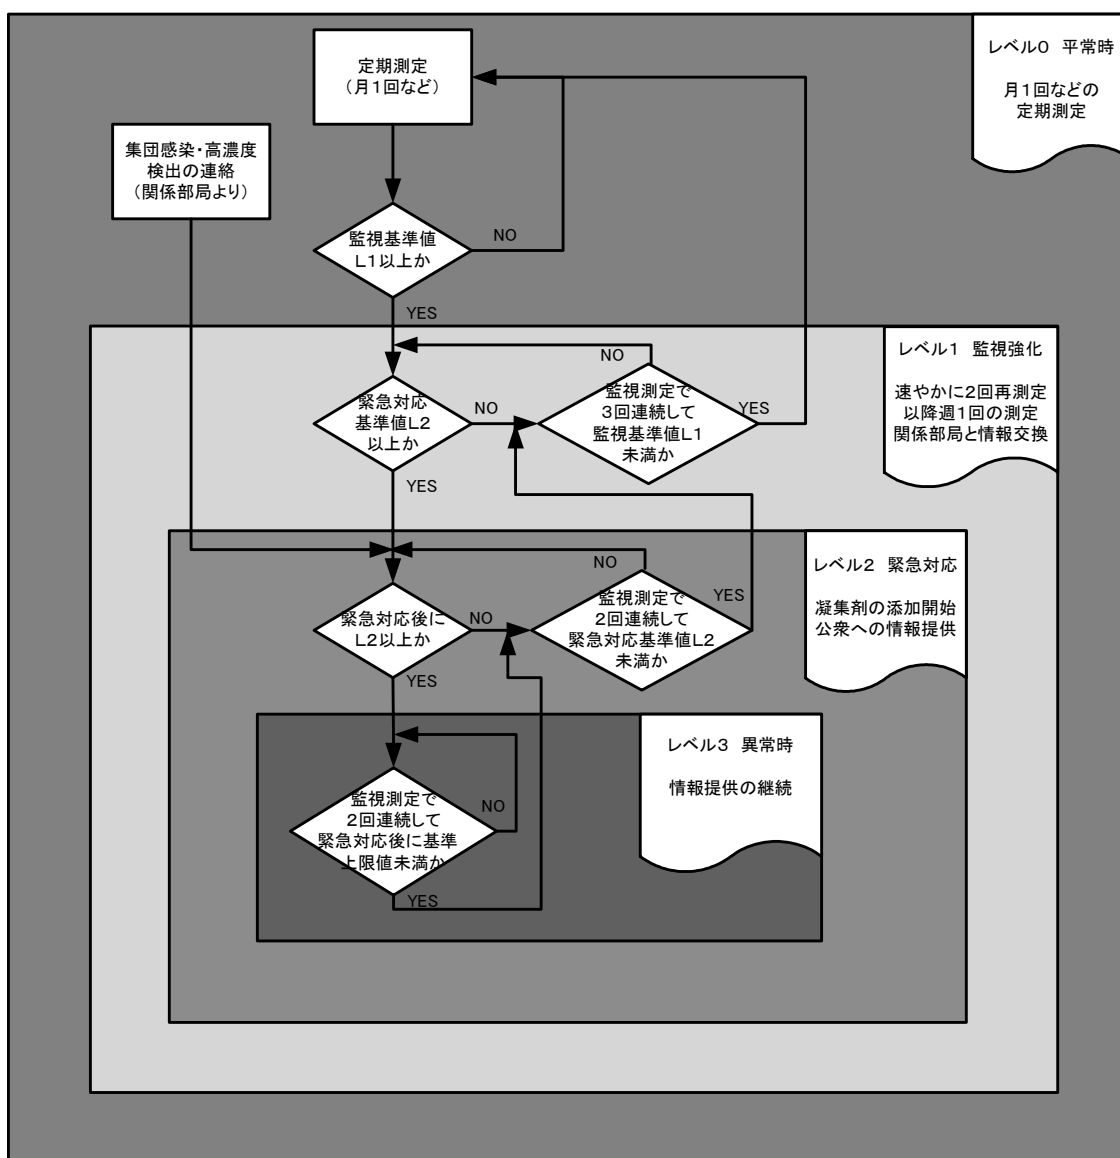 定期測定
（月１回など）
レベル０　平常時
月１回などの
定期測定
集団感染・高濃度
検出の連絡
（関係部局より）
監視基準値
Ｌ１以上か
NO
YES
レベル１　監視強化
速やかに２回再測定
以降週１回の測定
関係部局と情報交換
緊急対応
基準値Ｌ２
以上か
NO
YES
監視測定で
３回連続して
監視基準値Ｌ１
未満か
NO
YES
レベル２　緊急対応
凝集剤の添加開始
公衆への情報提供
緊急対応後に
Ｌ２以上か
NO
YES
監視測定で
２回連続して
緊急対応基準値Ｌ２
未満か
NO
YES
レベル３　異常時
情報提供の継続
監視測定で
２回連続して
緊急対応後に基準
上限値未満か
NO
YES